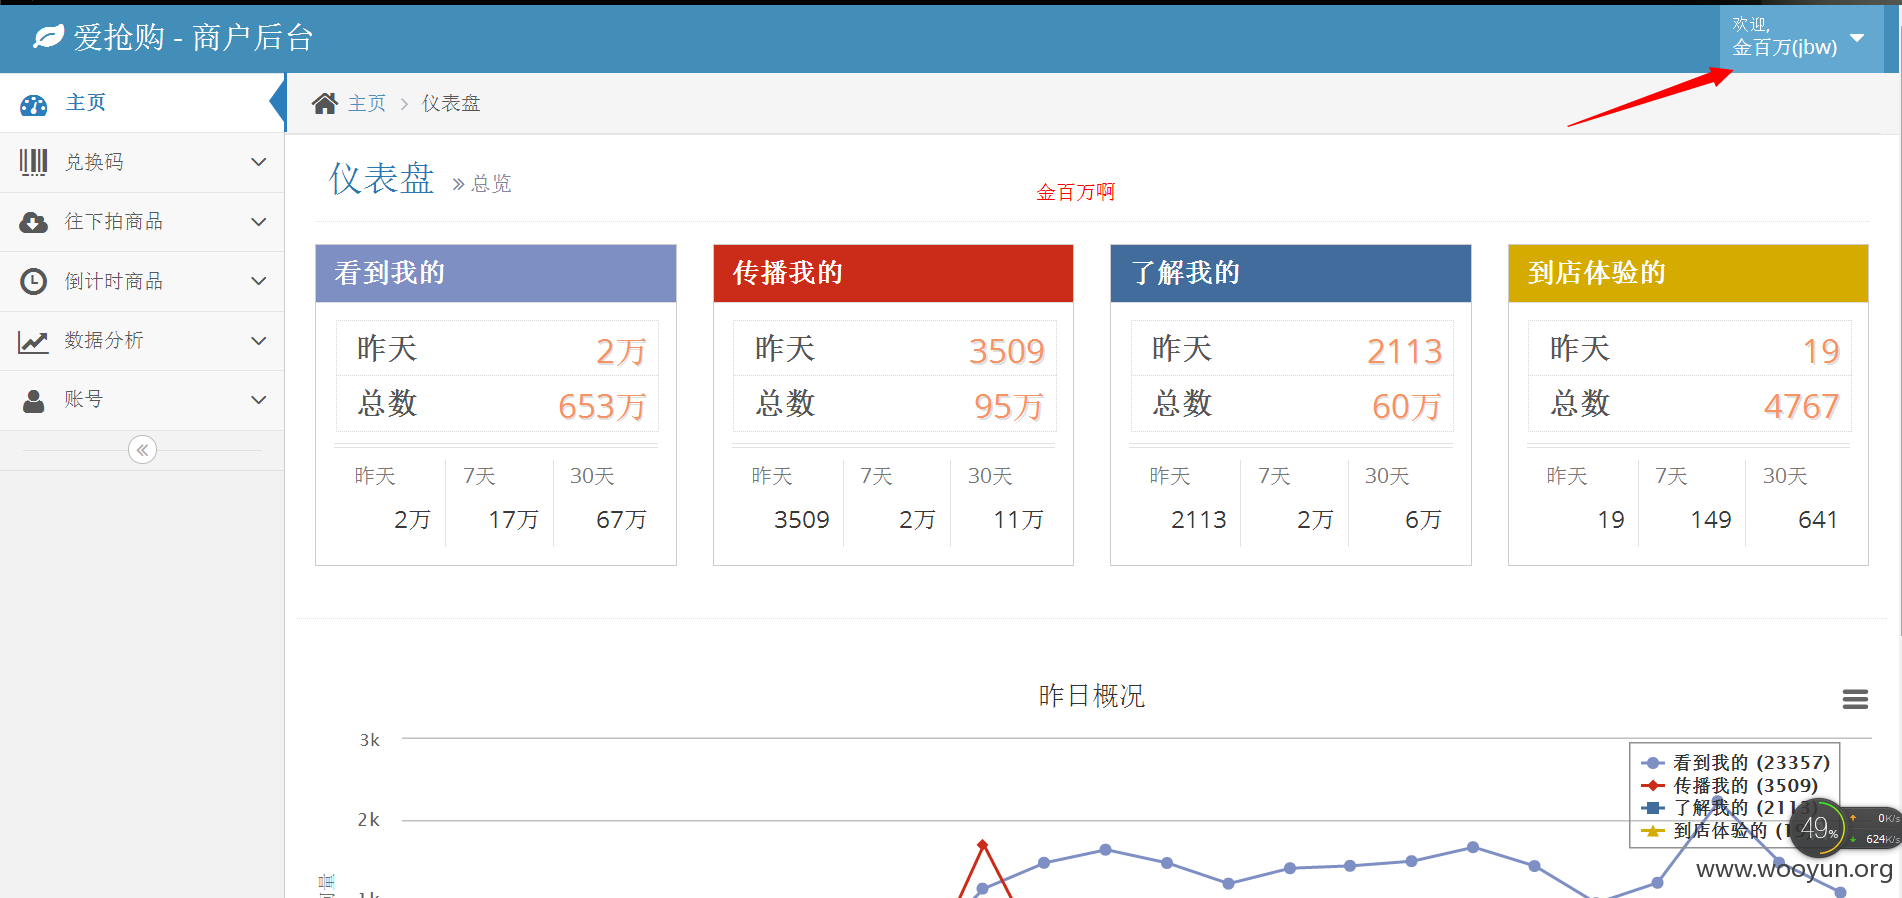 爱抢购 - 商户后台
欢迎,
金百万(jbw)
主页
兑换码
往下拍商品
倒计时商品
数据分析
账号
主页 > 仪表盘
仪表盘 » 总览
金百万啊
看到我的
昨天 2万
总数 653万
昨天 7天 30天
2万 17万 67万
传播我的
昨天 3509
总数 95万
昨天 7天 30天
3509 2万 11万
了解我的
昨天 2113
总数 60万
昨天 7天 30天
2113 2万 6万
到店体验的
昨天 19
总数 4767
昨天 7天 30天
19 149 641
昨日概况
3k
2k
1k
看到我的 (23357)
传播我的 (3509)
了解我的 (2113)
到店体验的 (19
49%
0K/s
624K/s
www.wooyun.org